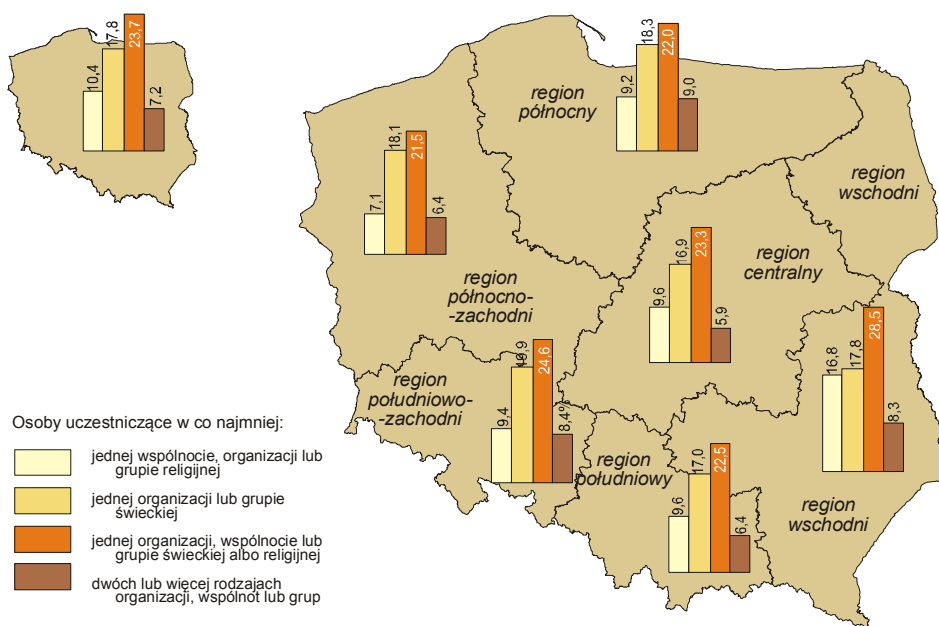 10,4
17,8
23,7
7,2
9,2
18,3
22,0
9,0
region
północny
7,1
18,1
21,5
6,4
region
północno-
-zachodni
region
wschodni
9,6
16,9
23,3
5,9
region
centralny
region
południowo-
-zachodni
9,4
19,9
24,6
8,4%
16,8
17,8
28,5
8,3
region
wschodni
region
południowy
9,6
17,0
22,5
6,4
Osoby uczestniczące w co najmniej:
jednej wspólnocie, organizacji lub
grupie religijnej
jednej organizacji lub grupie
świeckiej
jednej organizacji, wspólnocie lub
grupie świeckiej albo religijnej
dwóch lub więcej rodzajach
organizacji, wspólnot lub grup